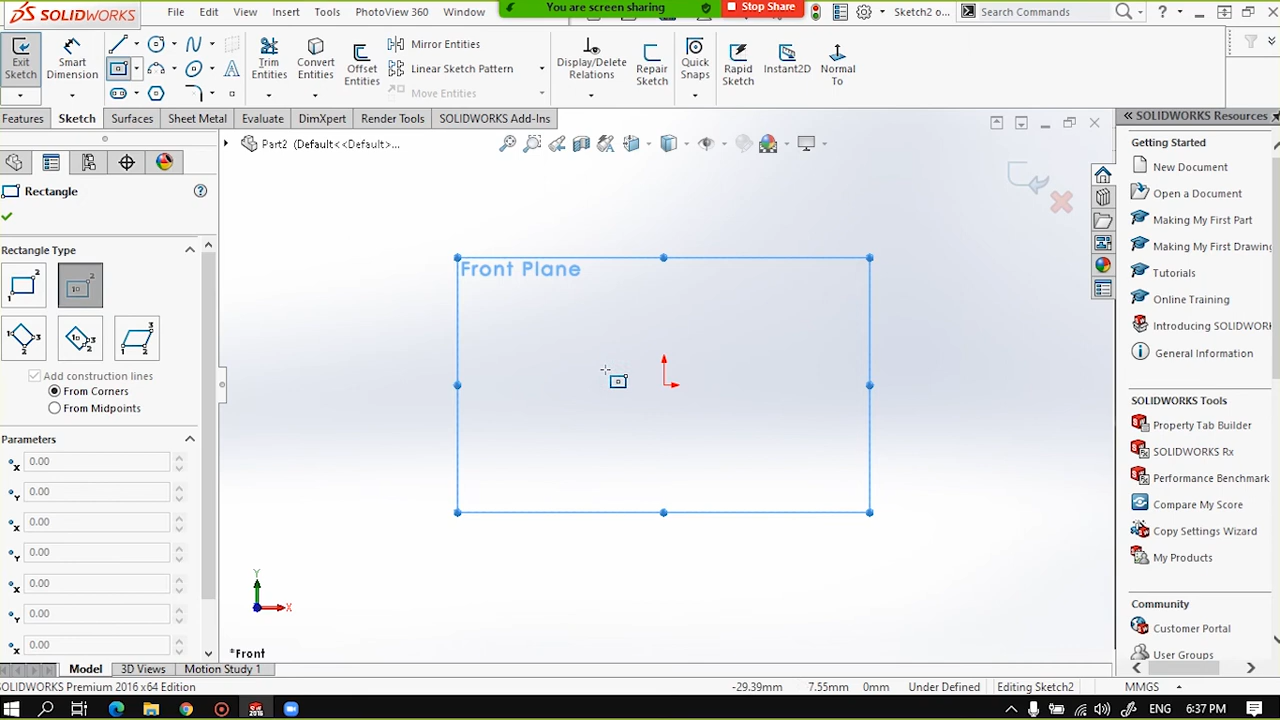 SOLIDWORKS
File Edit View Insert Tools PhotoView 360 Window
You are screen sharing
Stop Share
Sketch2 o...
Search Commands
Exit Sketch
Smart Dimension
Trim Entities
Convert Entities
Offset Entities
Mirror Entities
Linear Sketch Pattern
Move Entities
Display/Delete Relations
Repair Sketch
Quick Snaps
Rapid Sketch
Instant2D
Normal To
Features Sketch Surfaces Sheet Metal Evaluate DimXpert Render Tools SOLIDWORKS Add-Ins
Part2 (Default<<Default>...
Rectangle
Rectangle Type
Add construction lines
From Corners
From Midpoints
Parameters
0.00
0.00
0.00
0.00
0.00
0.00
0.00
Front Plane
Y
X
*Front
SOLIDWORKS Resources
Getting Started
New Document
Open a Document
Making My First Part
Making My First Drawing
Tutorials
Online Training
Introducing SOLIDWORK
General Information
SOLIDWORKS Tools
Property Tab Builder
SOLIDWORKS Rx
Performance Benchmark
Compare My Score
Copy Settings Wizard
My Products
Community
Customer Portal
User Groups
Model 3D Views Motion Study 1
SOLIDWORKS Premium 2016 x64 Edition
-29.39mm 7.55mm 0mm Under Defined Editing Sketch2 MMGS
ENG 6:37 PM